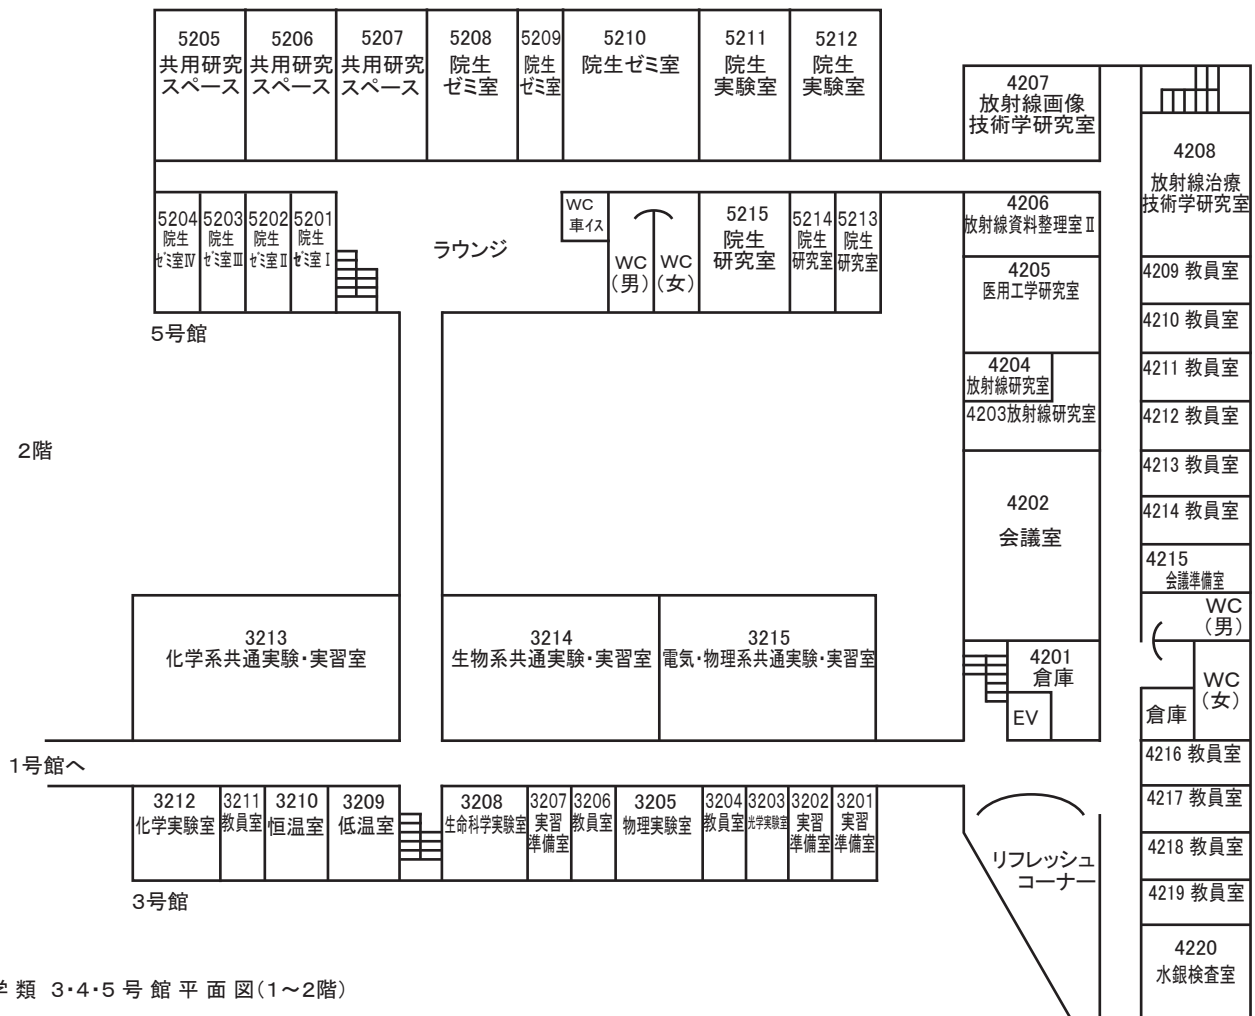 5205
共用研究
スペース
5206
共用研究
スペース
5207
共用研究
スペース
5208
院生
ゼミ室
5209
院生
ゼミ室
5210
院生ゼミ室
5211
院生
実験室
5212
院生
実験室
4207
放射線画像
技術学研究室
4208
放射線治療
技術学研究室
5204
院生
ゼミ室Ⅳ
5203
院生
ゼミ室Ⅲ
5202
院生
ゼミ室Ⅱ
5201
院生
ゼミ室Ⅰ
ラウンジ
WC
車イス
WC
(男)
WC
(女)
5215
院生
研究室
5214
院生
研究室
5213
院生
研究室
4206
放射線資料整理室Ⅱ
4205
医用工学研究室
4209 教員室
4210 教員室
5号館
4204
放射線研究室
4203放射線研究室
4211 教員室
4212 教員室
2階
4213 教員室
4202
会議室
4214 教員室
4215
会議準備室
WC
(男)
3213
化学系共通実験・実習室
3214
生物系共通実験・実習室
3215
電気・物理系共通実験・実習室
4201
倉庫
EV
WC
(女)
倉庫
1号館へ
4216 教員室
3212
化学実験室
3211
教員室
3210
恒温室
3209
低温室
3208
生命科学実験室
3207
実習
準備室
3206
教員室
3205
物理実験室
3204
教員室
3203
光学実験室
3202
実習
準備室
3201
実習
準備室
4217 教員室
4218 教員室
リフレッシュ
コーナー
4219 教員室
3号館
4220
水銀検査室
類 3・4・5 号 館 平 面 図(1～2階)